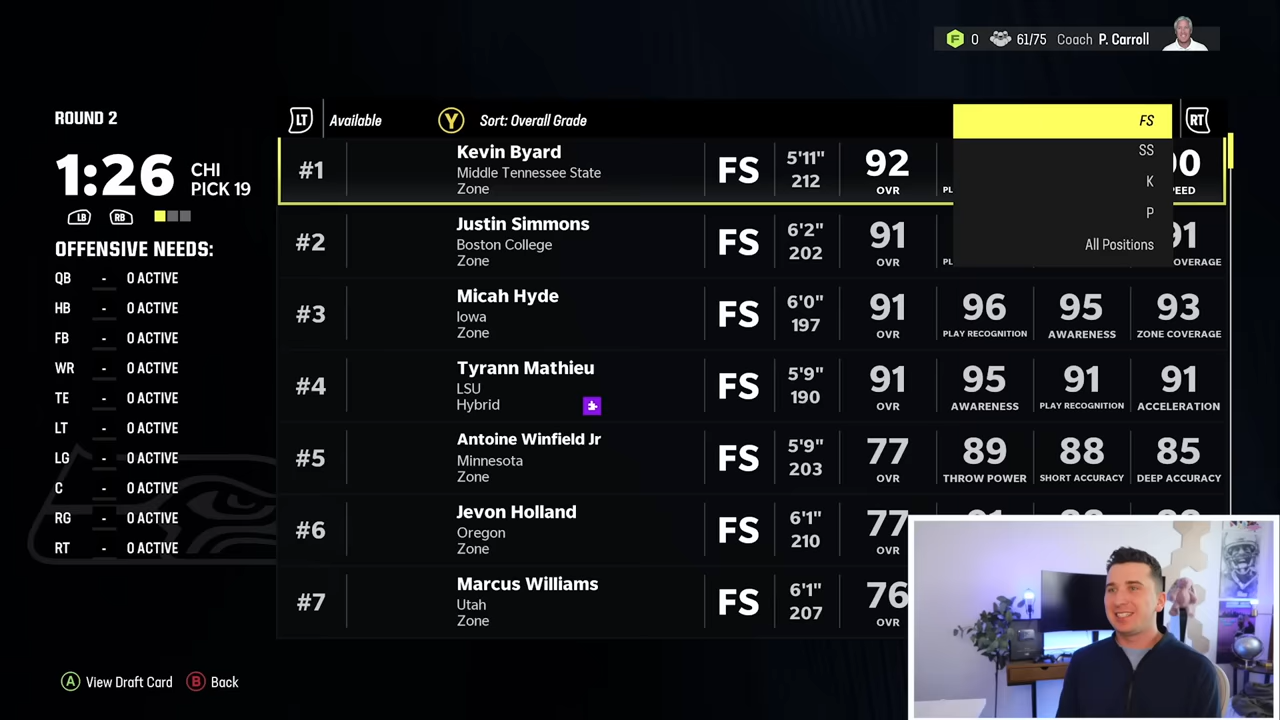 F 0 61/75 Coach P. Carroll
ROUND 2
1:26 CHI
PICK 19
LB RB
OFFENSIVE NEEDS:
QB - 0 ACTIVE
HB - 0 ACTIVE
FB - 0 ACTIVE
WR - 0 ACTIVE
TE - 0 ACTIVE
LT - 0 ACTIVE
LG - 0 ACTIVE
C - 0 ACTIVE
RG - 0 ACTIVE
RT - 0 ACTIVE
LT Available Y Sort: Overall Grade RT
FS
SS
K
P
All Positions
#1 Kevin Byard FS 5'11" 92
Middle Tennessee State 212 OVR
Zone
#2 Justin Simmons FS 6'2" 91
Boston College 202 OVR
Zone
#3 Micah Hyde FS 6'0" 91 96 95 93
Iowa 197 OVR PLAY RECOGNITION AWARENESS ZONE COVERAGE
Zone
#4 Tyrann Mathieu FS 5'9" 91 95 91 91
LSU 190 OVR AWARENESS PLAY RECOGNITION ACCELERATION
Hybrid
#5 Antoine Winfield Jr FS 5'9" 77 89 88 85
Minnesota 203 OVR THROW POWER SHORT ACCURACY DEEP ACCURACY
Zone
#6 Jevon Holland FS 6'1" 77
Oregon 210 OVR
Zone
#7 Marcus Williams FS 6'1" 76
Utah 207 OVR
Zone
A View Draft Card B Back